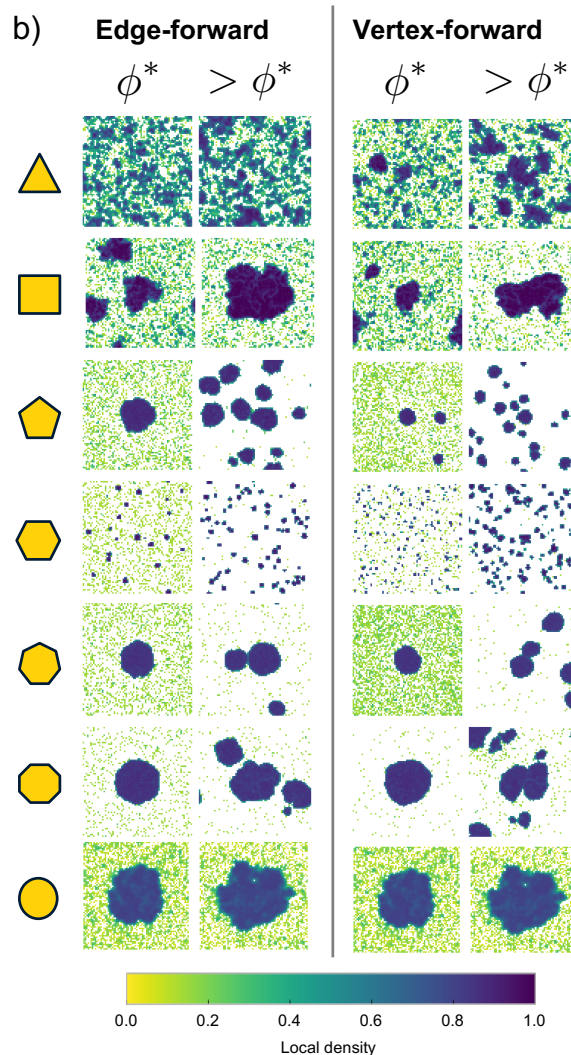 b) Edge-forward Vertex-forward
ϕ* > ϕ* ϕ* > ϕ*
0.0 0.2 0.4 0.6 0.8 1.0
Local density